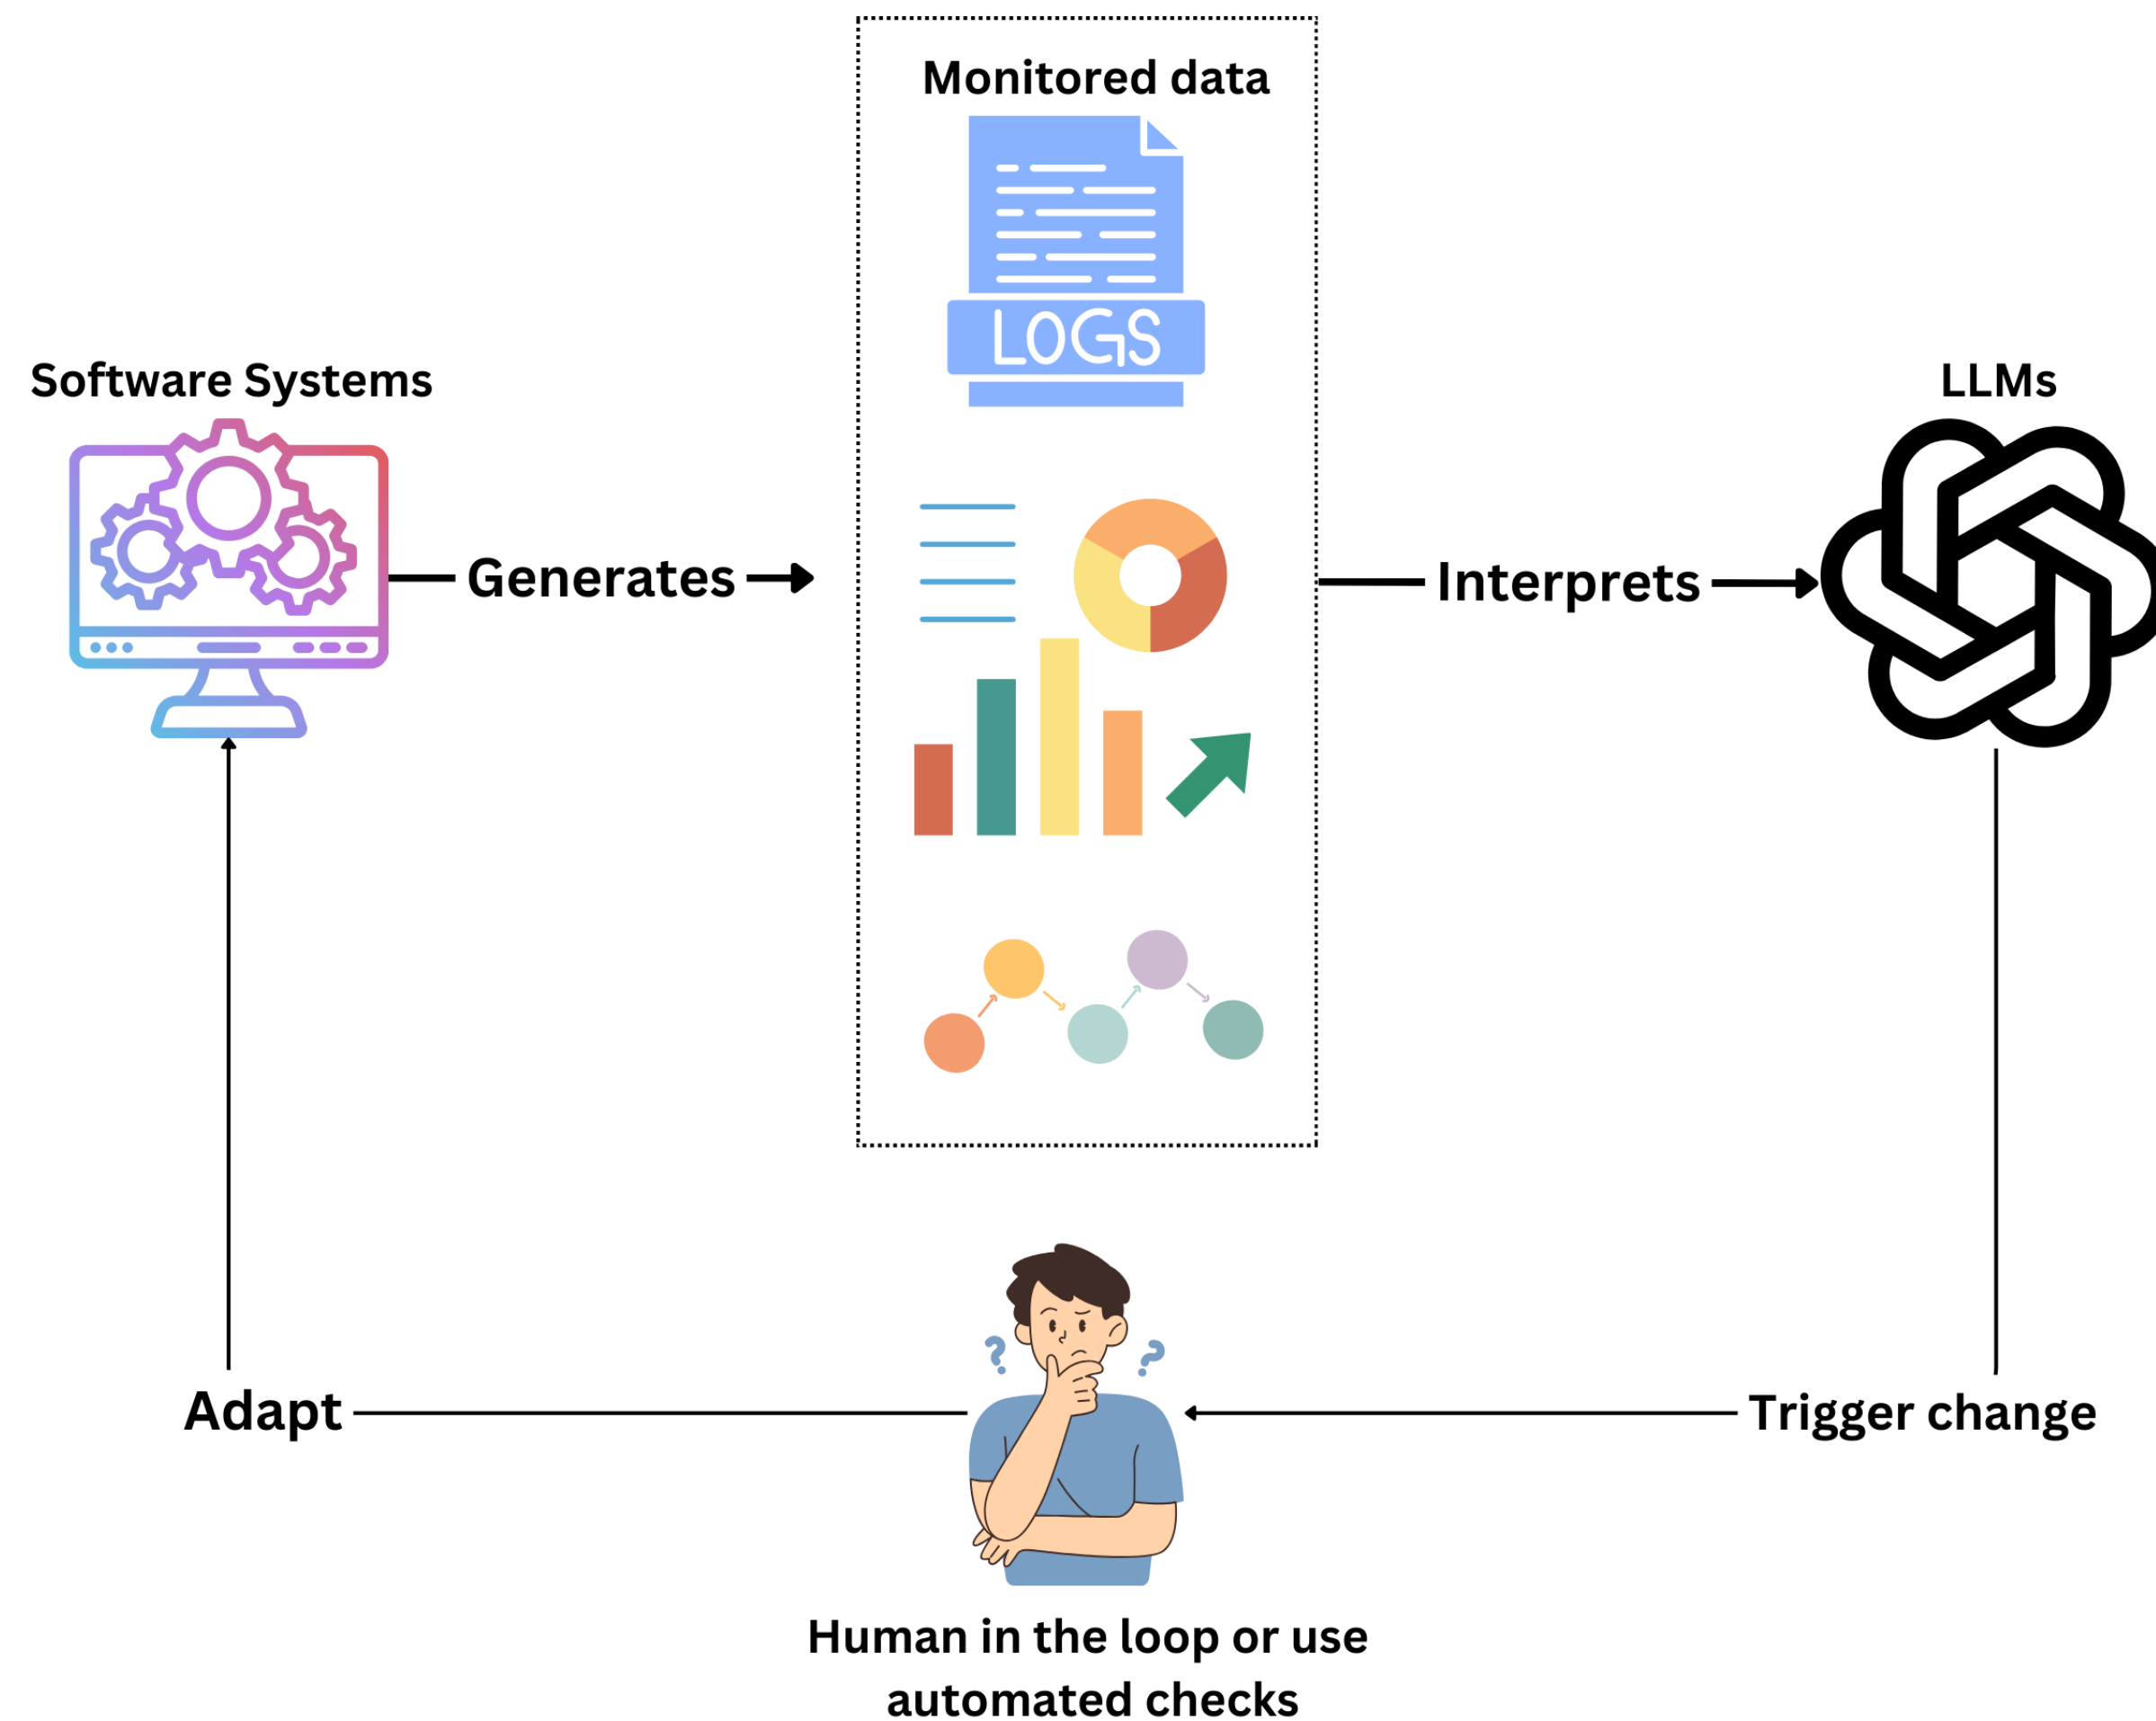 Monitored data
LOGS
Software Systems
LLMs
Generates
Interprets
Adapt
Trigger change
Human in the loop or use
automated checks